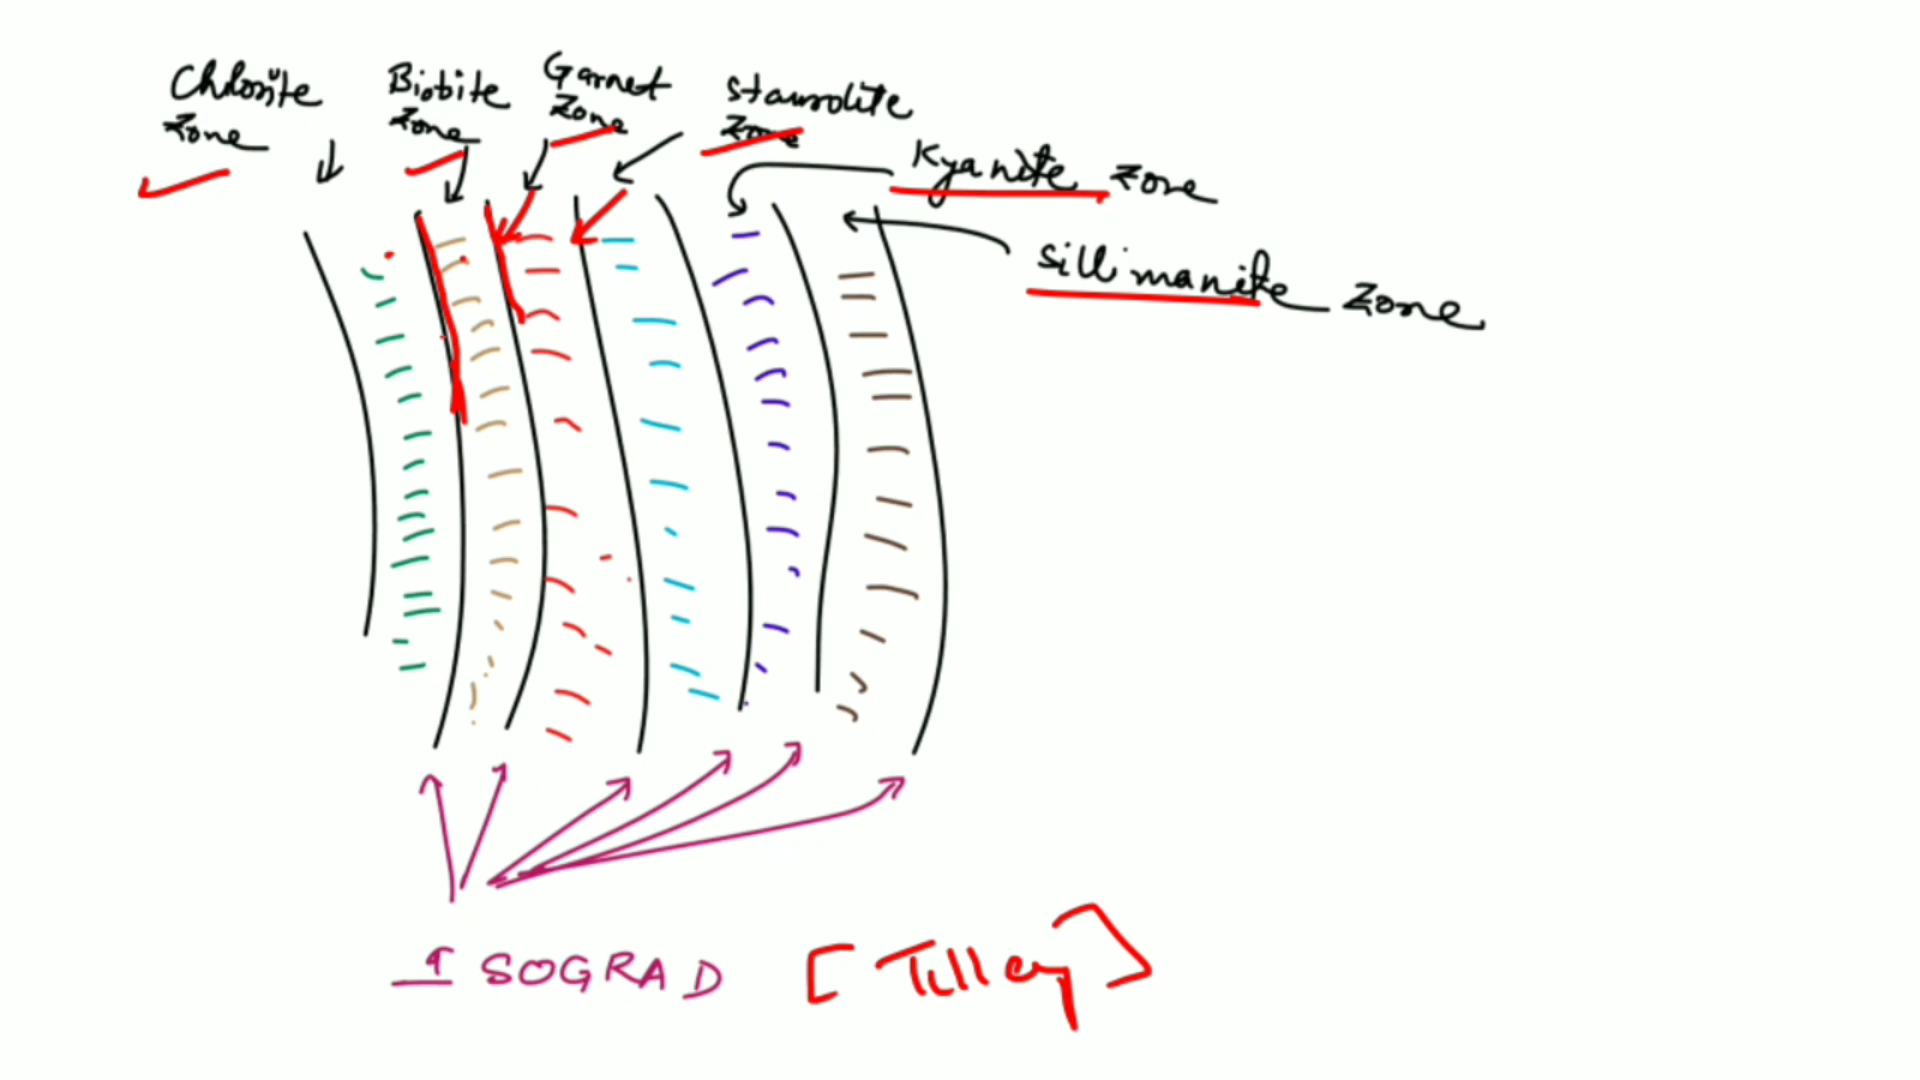 Chlorite
Zone
Biotite
Zone
Garnet
Zone
Staurolite
Zone
Kyanite Zone
Sillimanite Zone
ISOGRAD [Tilley]